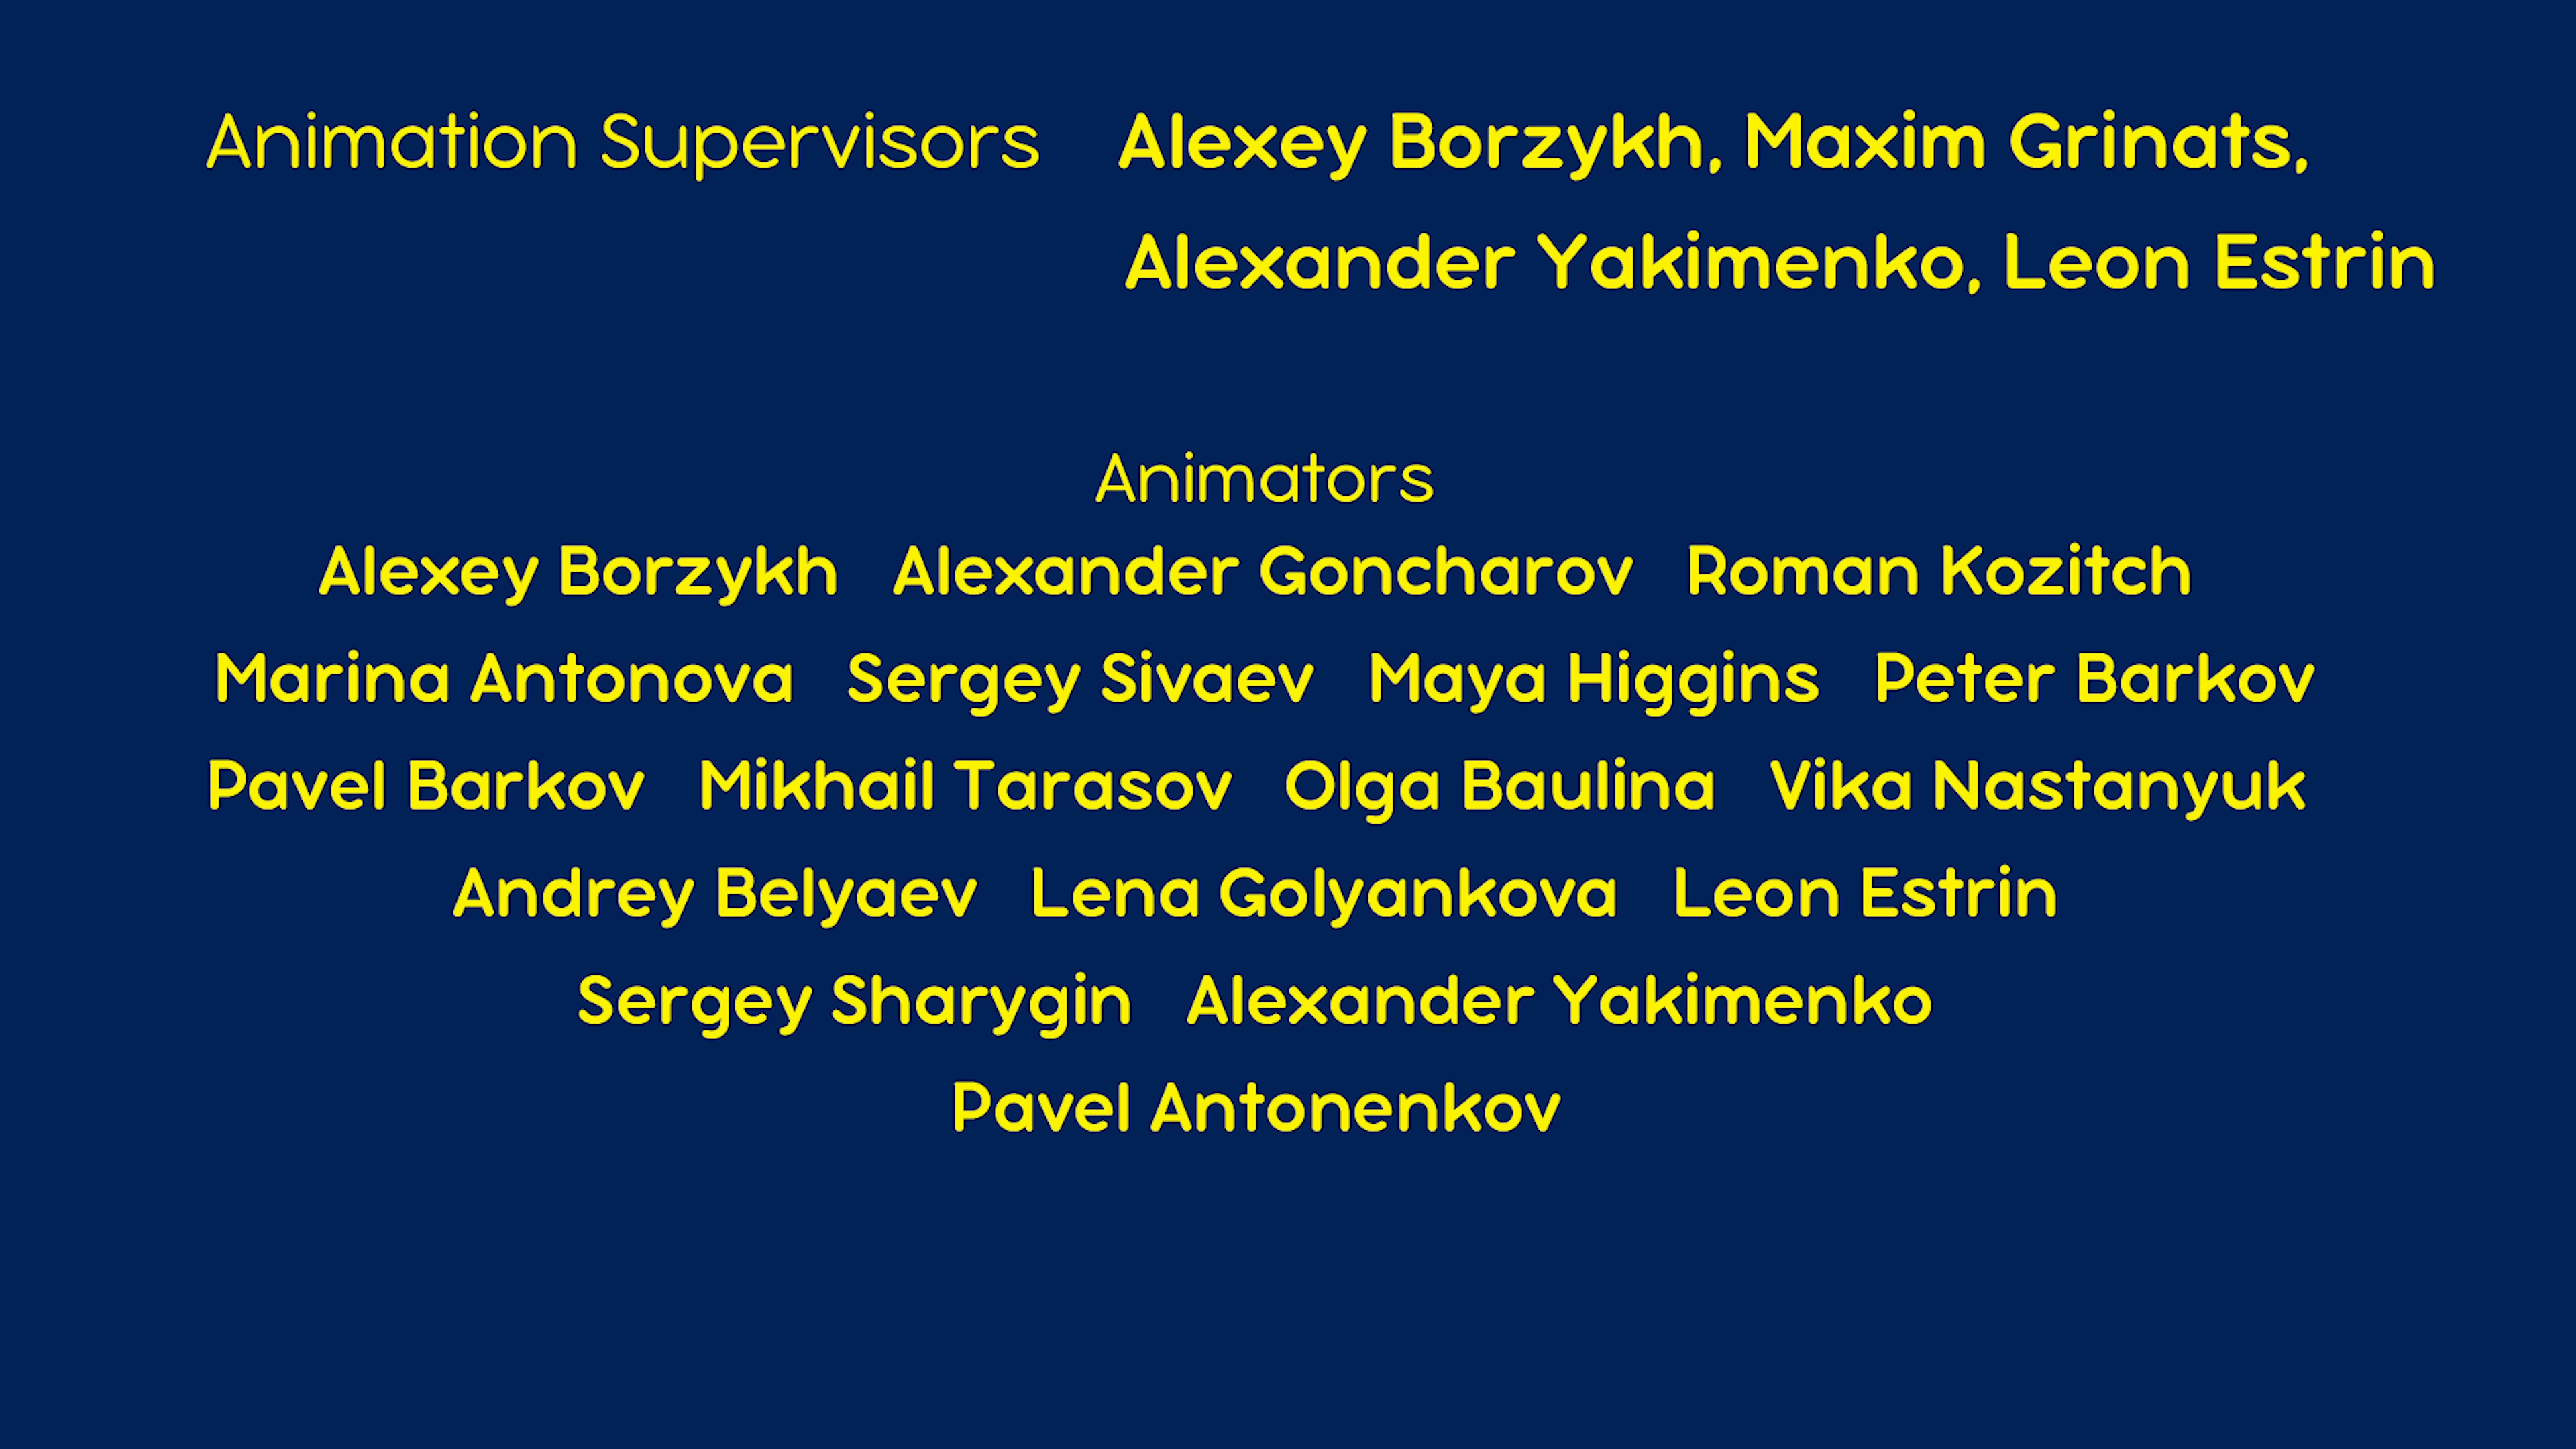 Animation Supervisors Alexey Borzykh, Maxim Grinats,
Alexander Yakimenko, Leon Estrin
Animators
Alexey Borzykh Alexander Goncharov Roman Kozitch
Marina Antonova Sergey Sivaev Maya Higgins Peter Barkov
Pavel Barkov Mikhail Tarasov Olga Baulina Vika Nastanyuk
Andrey Belyaev Lena Golyankova Leon Estrin
Sergey Sharygin Alexander Yakimenko
Pavel Antonenkov